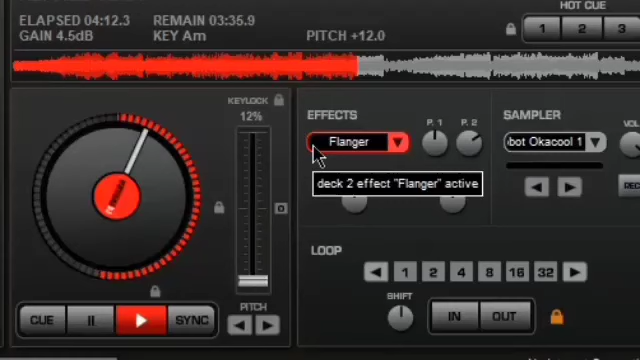 HOT CUE
ELAPSED 04:12.3 REMAIN 03:35.9
GAIN 4.5dB KEY Am PITCH +12.0
1 2 3
KEYLOCK
12%
EFFECTS
P. 1 P. 2
SAMPLER
VOL
Flanger
bot Okacool 1
deck 2 effect "Flanger" active
REC
LOOP
1 2 4 8 16 32
SHIFT
IN OUT
PITCH
CUE SYNC